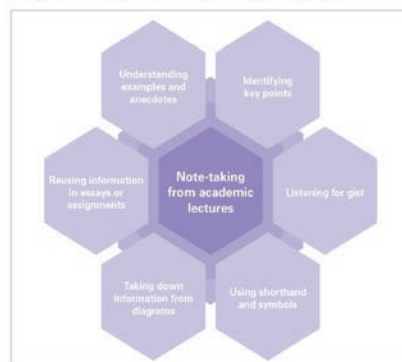 Understanding
examples and
anecdotes
Identifying
key points
Reusing information
in essays or
assignments
Note-taking
from academic
lectures
Listening for gist
Taking down
information from
diagrams
Using shorthand
and symbols